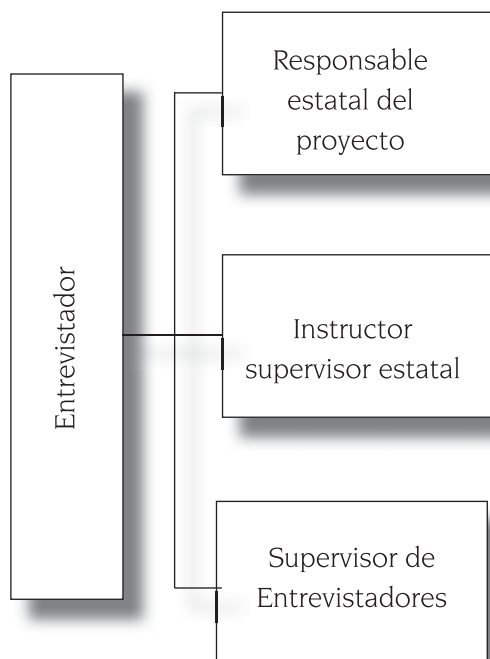 Entrevistador
Responsable
estatal del
proyecto
Instructor
supervisor estatal
Supervisor de
Entrevistadores